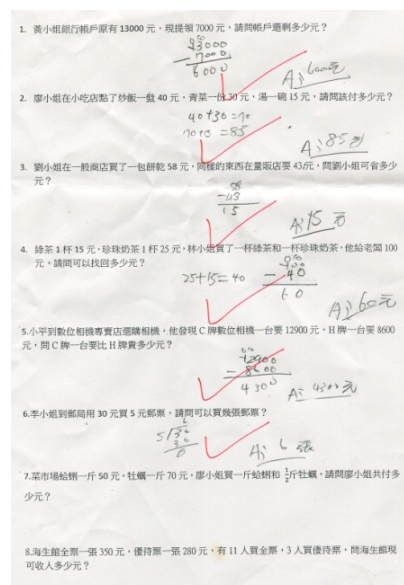 1. 黃小姐銀行帳戶原有 13000 元，現提領 7000 元，請問帳戶還剩多少元？
13000
- 7000
6000
A：6000元
2. 廖小姐在小吃店點了炒飯一盤 40 元，青菜一份 30 元，湯一碗 15 元，請問該付多少元？
40+30=70
70+15=85
A：85元
3. 劉小姐在一般商店買了一包餅乾 58 元，同樣的東西在量販店要 43 元，問劉小姐可省多少
元？
58
-43
15
A：15元
4. 綠茶 1 杯 15 元，珍珠奶茶 1 杯 25 元，林小姐買了一杯綠茶和一杯珍珠奶茶，他給老闆 100
元，請問可以找回多少元？
25+15=40
- 40
60
A：60元
5.小平到數位相機專賣店選購相機，他發現 C 牌數位相機一台要 12900 元，H 牌一台要 8600
元，問 C 牌一台要比 H 牌貴多少元？
12900
- 8600
4300
A：4300元
6.李小姐到郵局用 30 元買 5 元郵票，請問可以買幾張郵票？
6
5)30
30
0
A：6張
7.菜市場蛤蜊一斤 50 元，牡蠣一斤 70 元，廖小姐買一斤蛤蜊和 ½斤牡蠣，請問廖小姐共付多
少元？
8.海生館全票一張 350 元，優待票一張 280 元，有 11 人買全票，3 人買優待票，問海生館現
可收入多少元？